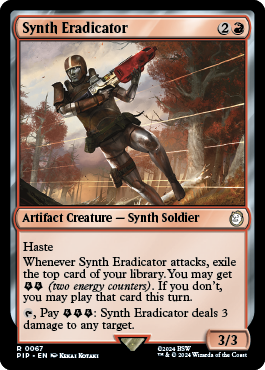 Synth Eradicator 2
Artifact Creature — Synth Soldier
Haste
Whenever Synth Eradicator attacks, exile
the top card of your library. You may get
(two energy counters). If you don't,
you may play that card this turn.
, Pay : Synth Eradicator deals 3
damage to any target.
3/3
R 0067
PIP • EN KEKAI KOTAKI
©2024 BSW
™ & © 2024 Wizards of the Coast